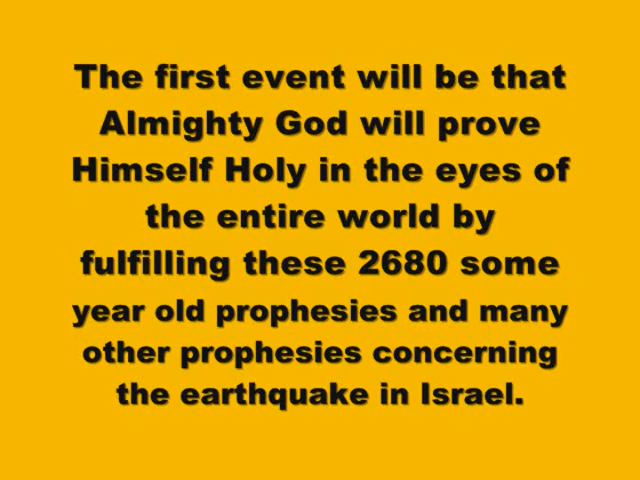 The first event will be that
Almighty God will prove
Himself Holy in the eyes of
the entire world by
fulfilling these 2680 some
year old prophesies and many
other prophesies concerning
the earthquake in Israel.